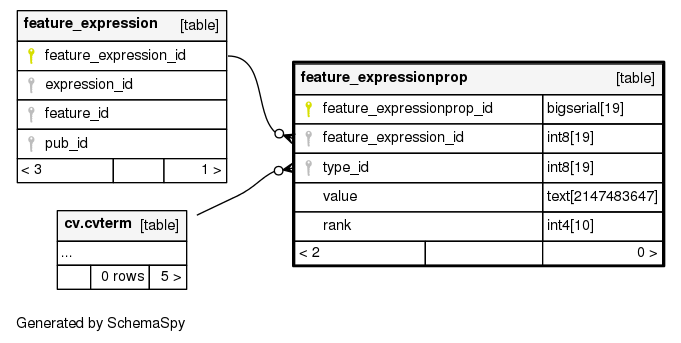 feature_expression [table]
feature_expression_id
expression_id
feature_id
pub_id
< 3 1 >
feature_expressionprop [table]
feature_expressionprop_id bigserial[19]
feature_expression_id int8[19]
type_id int8[19]
value text[2147483647]
rank int4[10]
< 2 0 >
cv.cvterm [table]
...
0 rows 5 >
Generated by SchemaSpy